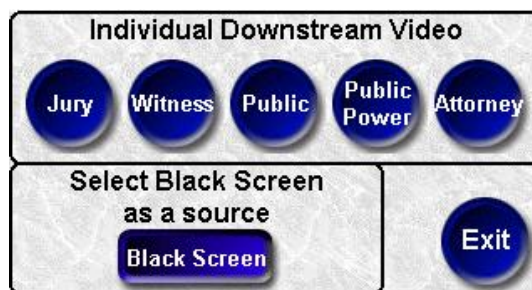 Individual Downstream Video
Jury
Witness
Public
Public
Power
Attorney
Select Black Screen
as a source
Black Screen
Exit